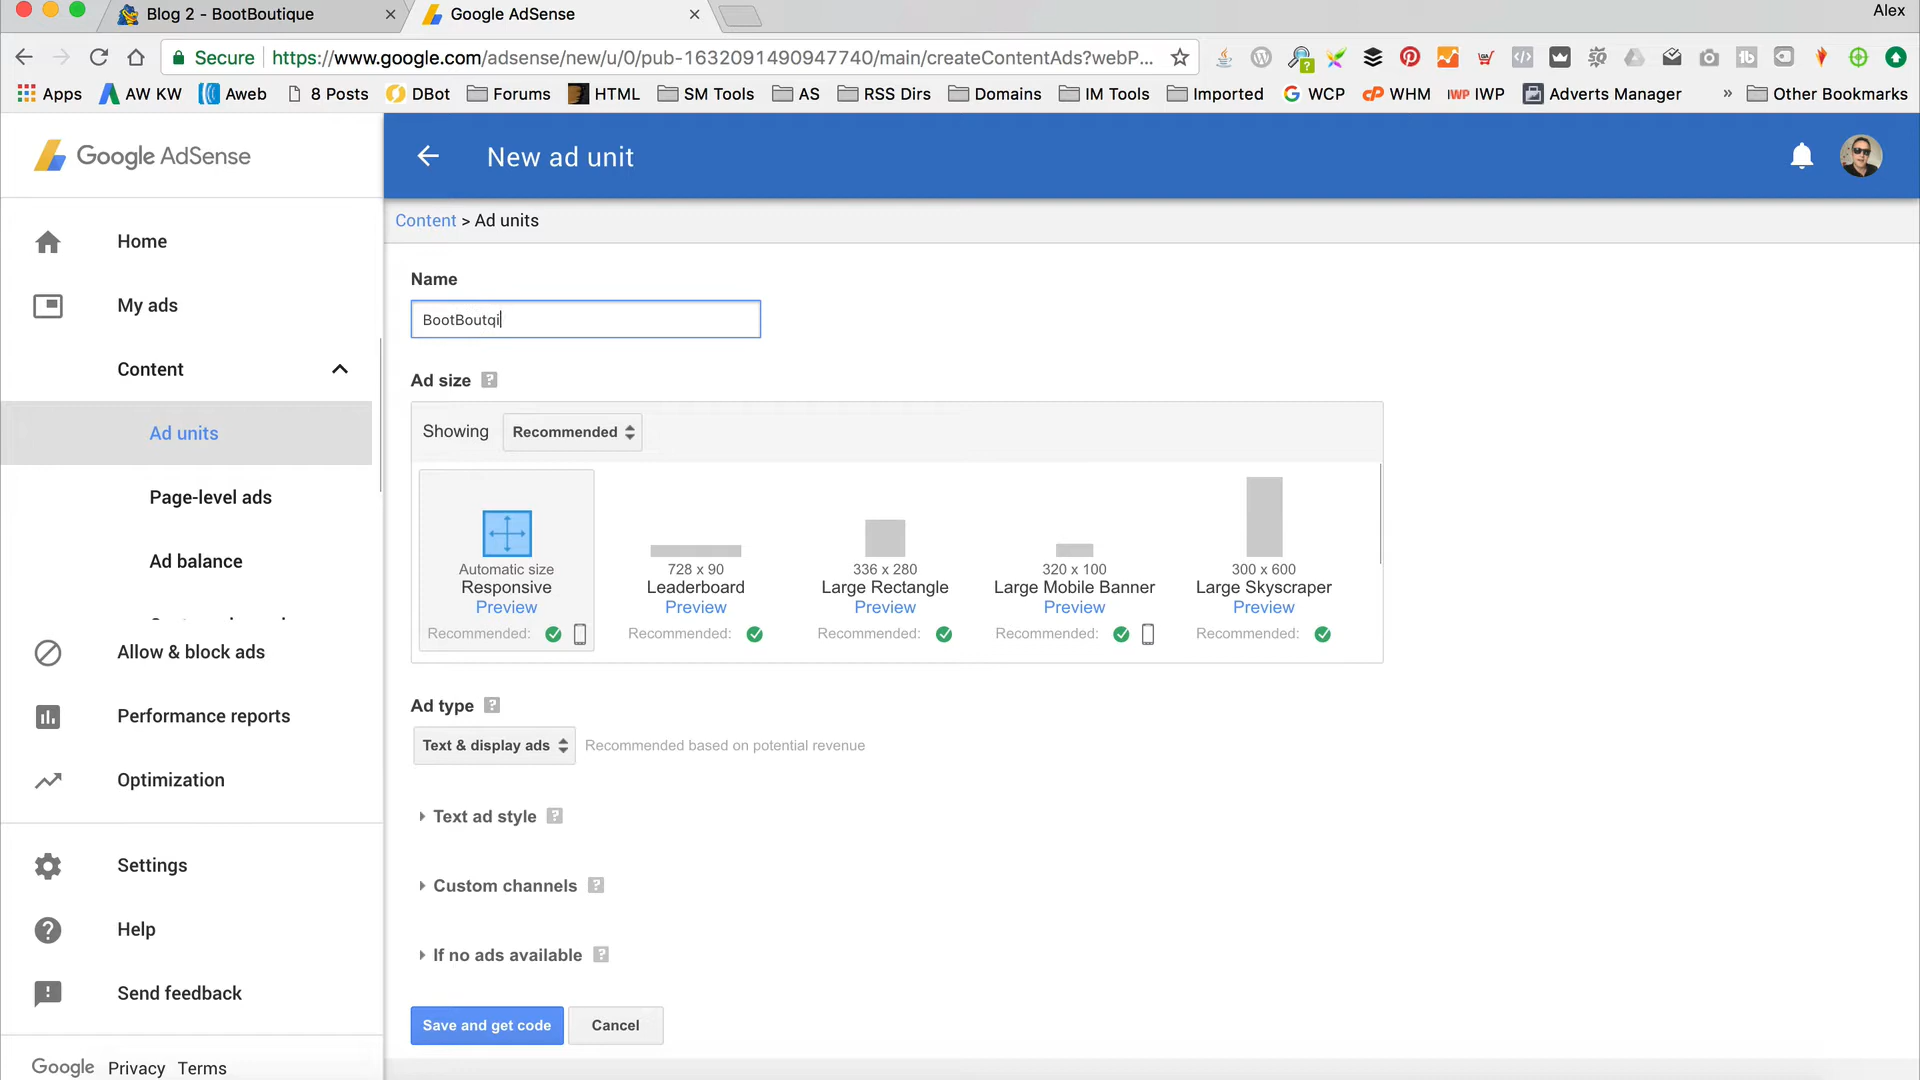 Blog 2 - BootBoutique
Google AdSense
Alex
Secure https://www.google.com/adsense/new/u/0/pub-1632091490947740/main/createContentAds?webP...
Apps AW KW Aweb 8 Posts DBot Forums HTML SM Tools AS RSS Dirs Domains IM Tools Imported WCP WHM IWP IWP Adverts Manager » Other Bookmarks
Google AdSense
New ad unit
Content > Ad units
Home
My ads
Content
Ad units
Page-level ads
Ad balance
Allow & block ads
Performance reports
Optimization
Settings
Help
Send feedback
Google Privacy Terms
Name
BootBoutqi
Ad size ?
Showing Recommended
Automatic size
Responsive
Preview
Recommended:
728 x 90
Leaderboard
Preview
Recommended:
336 x 280
Large Rectangle
Preview
Recommended:
320 x 100
Large Mobile Banner
Preview
Recommended:
300 x 600
Large Skyscraper
Preview
Recommended:
Ad type ?
Text & display ads Recommended based on potential revenue
Text ad style ?
Custom channels ?
If no ads available ?
Save and get code Cancel